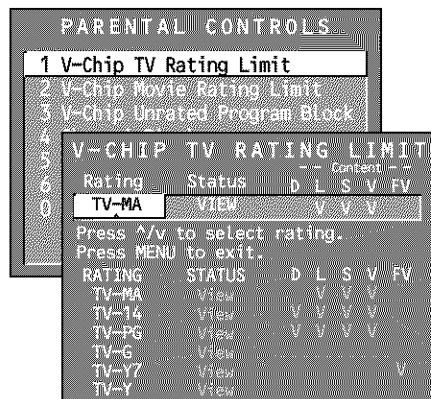 PARENTAL CONTROLS
1 V-Chip TV Rating Limit
2 V-Chip Movie Rating Limit
3 V-Chip Unrated Program Block
4
5
6
0
V-CHIP TV RATING LIMIT
-- Content --
Rating Status D L S V FV
TV-MA VIEW V V V
Press ^/v to select rating.
Press MENU to exit.
RATING STATUS D L S V FV
TV-MA View V V V
TV-14 View V V V V
TV-PG View V V V V
TV-G View
TV-Y7 View V
TV-Y View